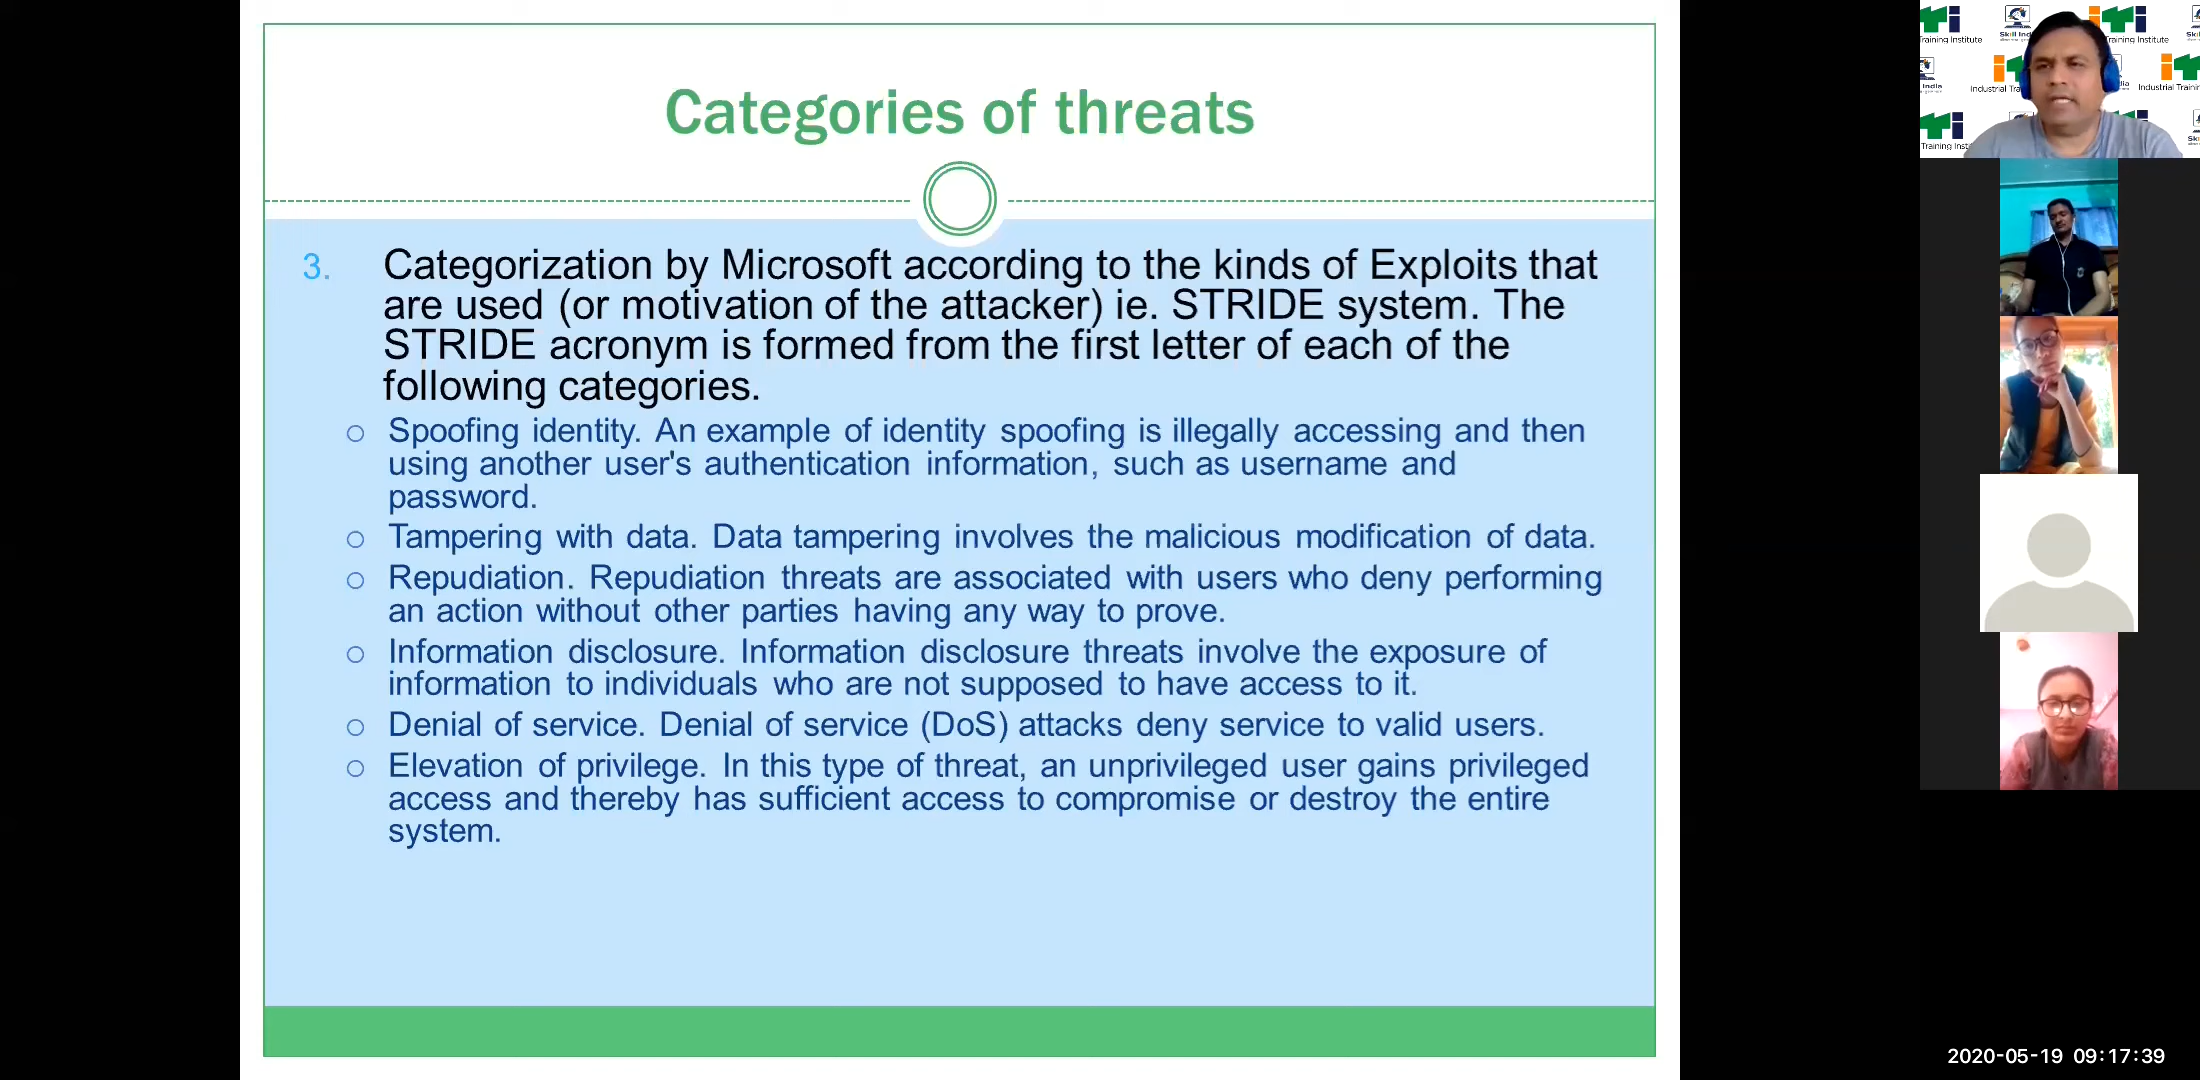 Categories of threats
3. Categorization by Microsoft according to the kinds of Exploits that
are used (or motivation of the attacker) ie. STRIDE system. The
STRIDE acronym is formed from the first letter of each of the
following categories.
Spoofing identity. An example of identity spoofing is illegally accessing and then
using another user's authentication information, such as username and
password.
Tampering with data. Data tampering involves the malicious modification of data.
Repudiation. Repudiation threats are associated with users who deny performing
an action without other parties having any way to prove.
Information disclosure. Information disclosure threats involve the exposure of
information to individuals who are not supposed to have access to it.
Denial of service. Denial of service (DoS) attacks deny service to valid users.
Elevation of privilege. In this type of threat, an unprivileged user gains privileged
access and thereby has sufficient access to compromise or destroy the entire
system.
Training Institute
Training Institute
Industrial
Industrial
2020-05-19 09:17:39